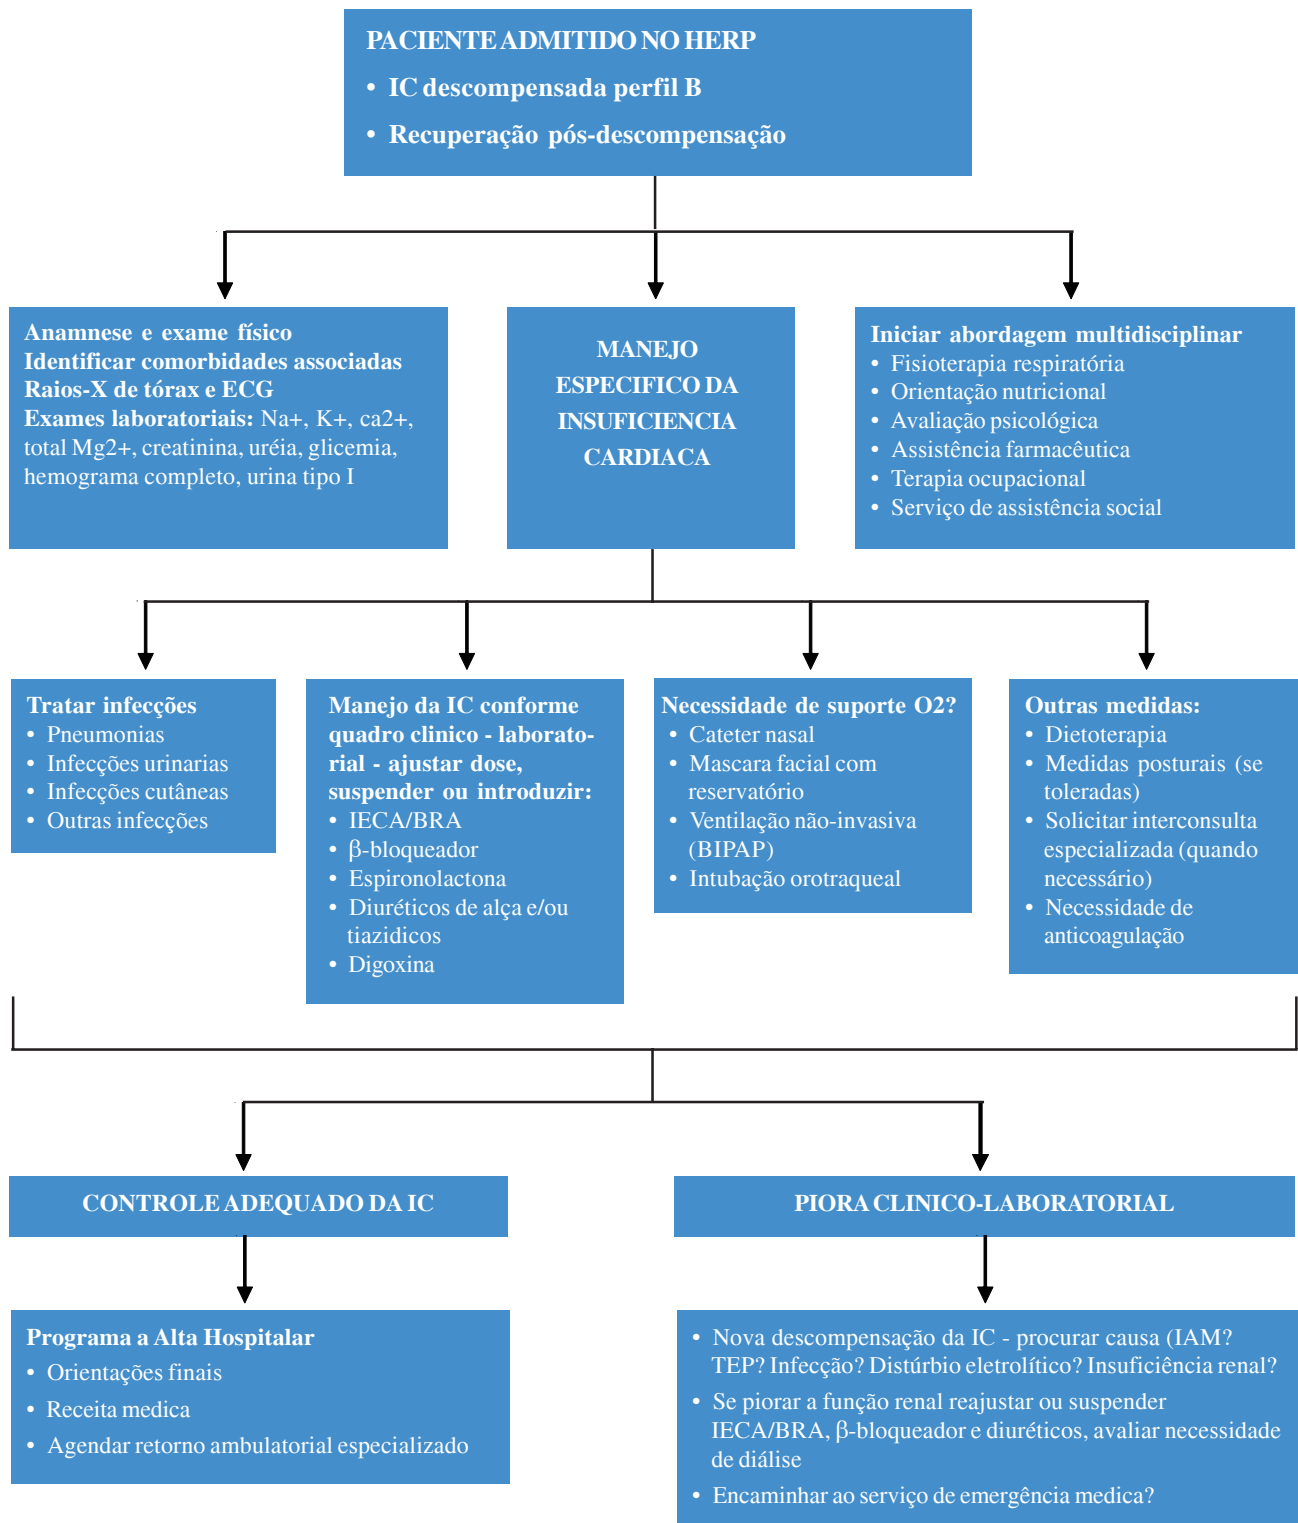 PACIENTE ADMITIDO NO HERP
• IC descompensada perfil B
• Recuperação pós-descompensação
Anamnese e exame físico
Identificar comorbidades associadas
Raios-X de tórax e ECG
Exames laboratoriais: Na+, K+, ca2+,
total Mg2+, creatinina, uréia, glicemia,
hemograma completo, urina tipo I
MANEJO
ESPECIFICO DA
INSUFICIENCIA
CARDIACA
Iniciar abordagem multidisciplinar
• Fisioterapia respiratória
• Orientação nutricional
• Avaliação psicológica
• Assistência farmacêutica
• Terapia ocupacional
• Serviço de assistência social
Tratar infecções
• Pneumonias
• Infecções urinarias
• Infecções cutâneas
• Outras infecções
Manejo da IC conforme
quadro clinico - laborato-
rial - ajustar dose,
suspender ou introduzir:
• IECA/BRA
• β-bloqueador
• Espironolactona
• Diuréticos de alça e/ou
tiazidicos
• Digoxina
Necessidade de suporte O2?
• Cateter nasal
• Mascara facial com
reservatório
• Ventilação não-invasiva
(BIPAP)
• Intubação orotraqueal
Outras medidas:
• Dietoterapia
• Medidas posturais (se
toleradas)
• Solicitar interconsulta
especializada (quando
necessário)
• Necessidade de
anticoagulação
CONTROLE ADEQUADO DA IC
PIORA CLINICO-LABORATORIAL
Programa a Alta Hospitalar
• Orientações finais
• Receita medica
• Agendar retorno ambulatorial especializado
• Nova descompensação da IC - procurar causa (IAM?
TEP? Infecção? Distúrbio eletrolítico? Insuficiência renal?
• Se piorar a função renal reajustar ou suspender
IECA/BRA, β-bloqueador e diuréticos, avaliar necessidade
de diálise
• Encaminhar ao serviço de emergência medica?